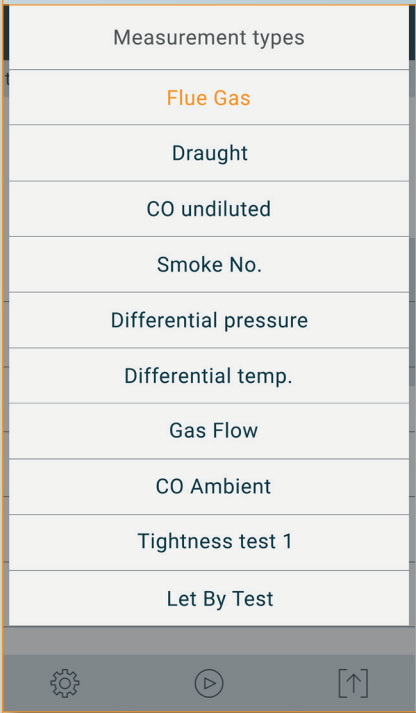 Measurement types
Flue Gas
Draught
CO undiluted
Smoke No.
Differential pressure
Differential temp.
Gas Flow
CO Ambient
Tightness test 1
Let By Test